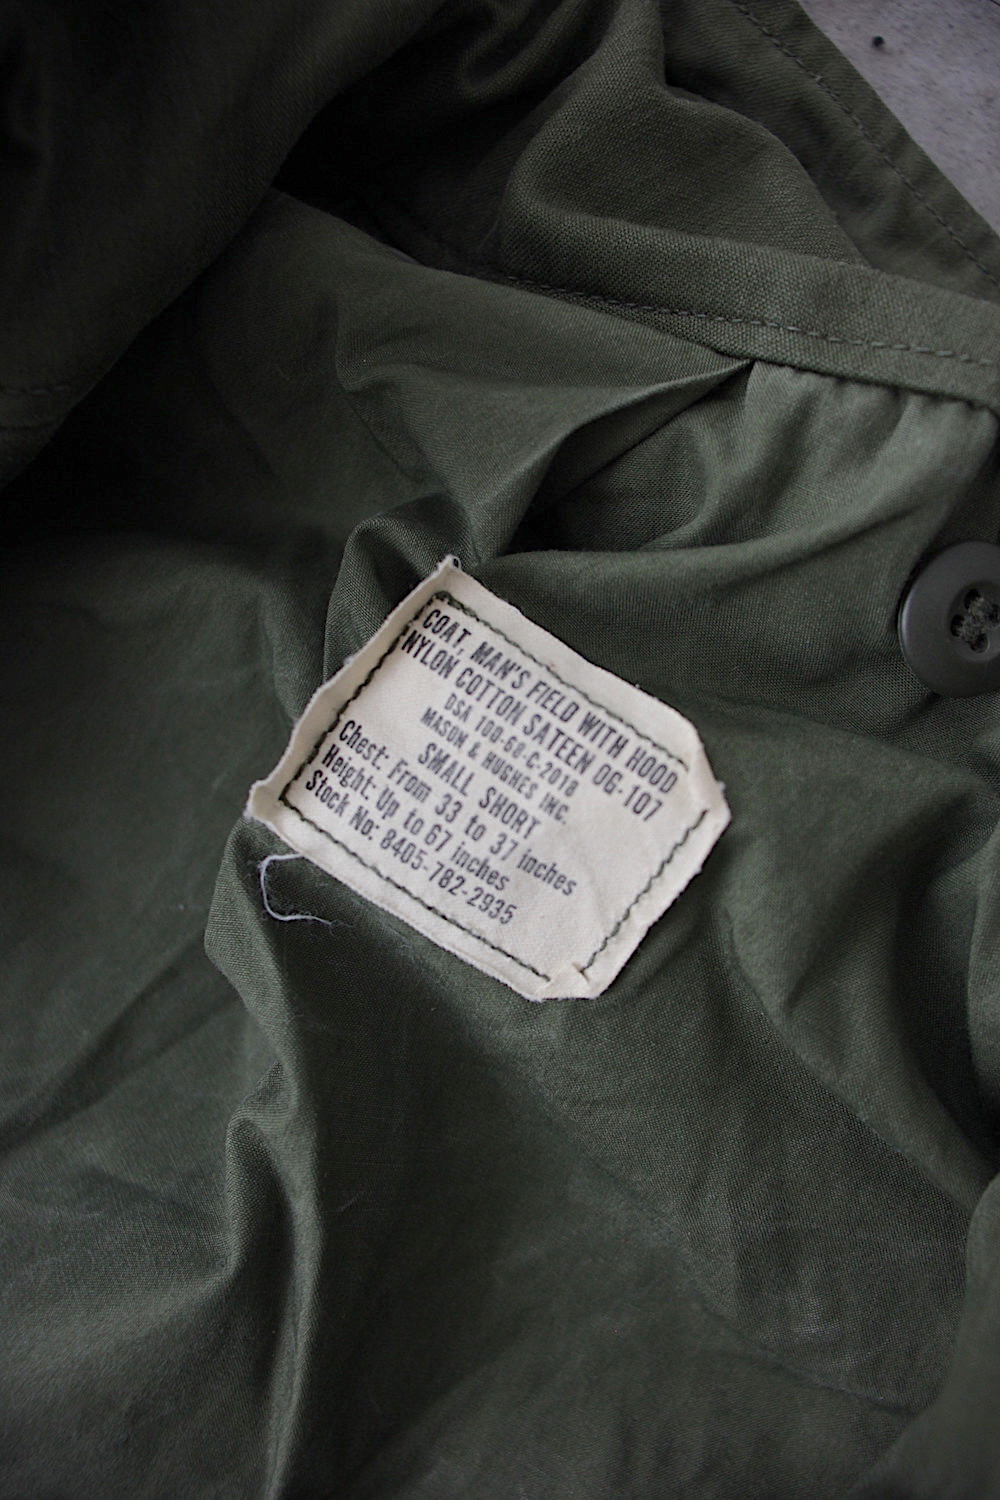 COAT, MAN'S FIELD WITH HOOD
NYLON COTTON SATEEN OG-107
DSA 100-68-C-2018
MASON & HUGHES INC.
SMALL SHORT
Chest: From 33 to 37 inches
Height: Up to 67 inches
Stock No: 8405-782-2935